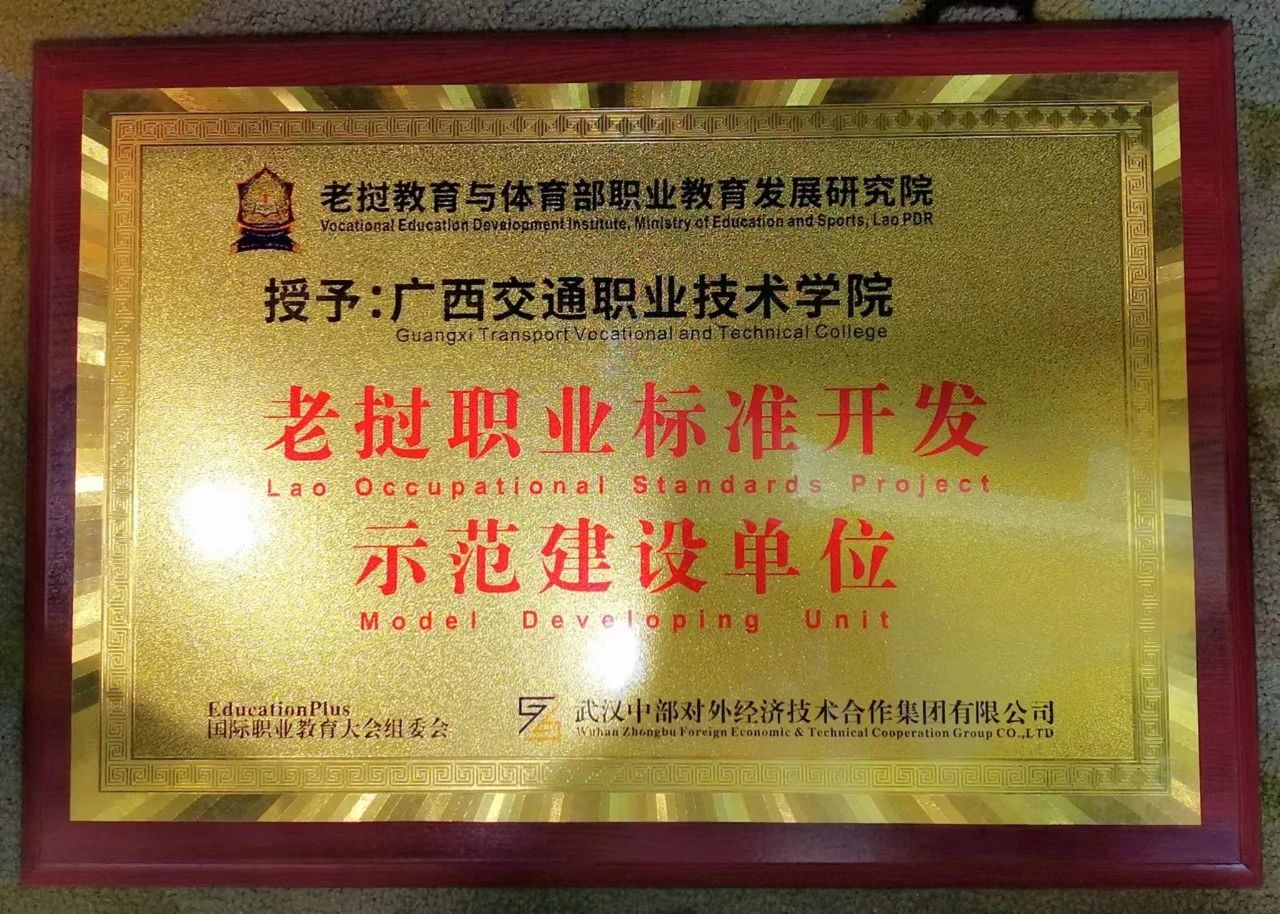 老挝教育与体育部职业教育发展研究院
Vocational Education Development Institute, Ministry of Education and Sports, Lao PDR
授予:广西交通职业技术学院
Guangxi Transport Vocational and Technical College
老挝职业标准开发
Lao Occupational Standards Project
示范建设单位
Model Developing Unit
EducationPlus
国际职业教育大会组委会
武汉中部对外经济技术合作集团有限公司
Wuhan Zhongbu Foreign Economic & Technical Cooperation Group CO.,LTD